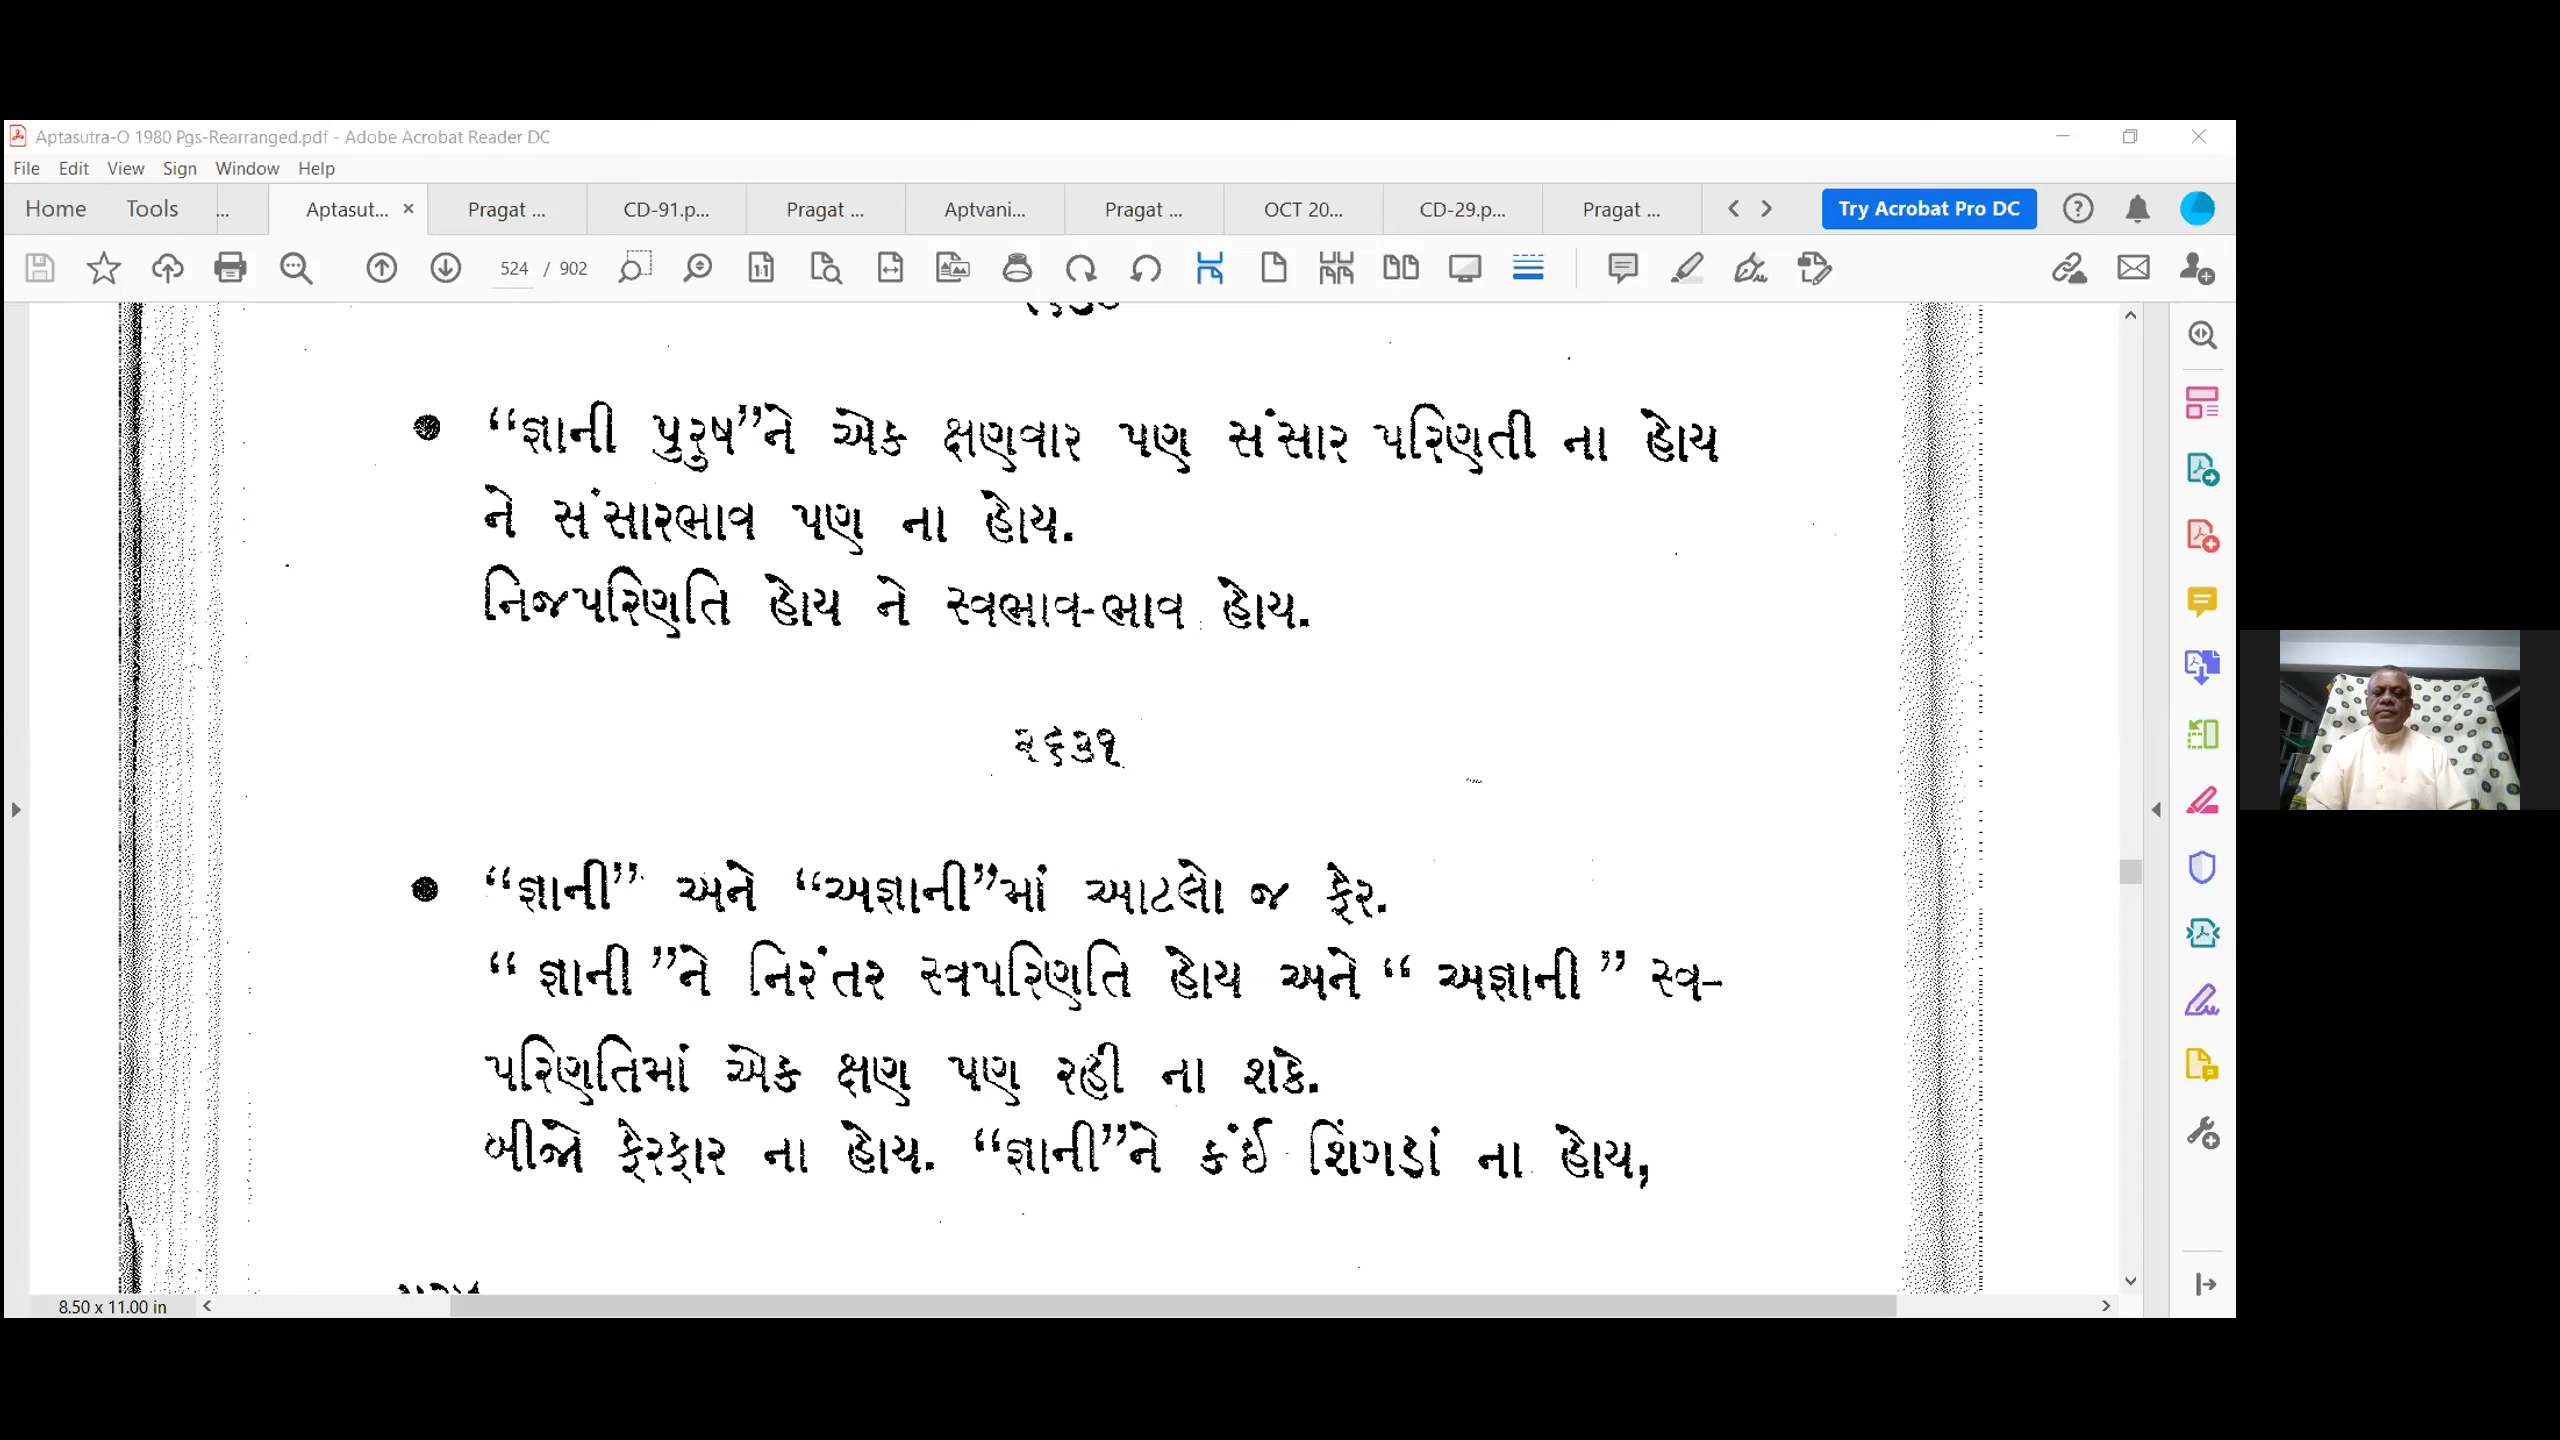 Aptasutra-O 1980 Pgs-Rearranged.pdf - Adobe Acrobat Reader DC
File Edit View Sign Window Help
Home Tools ... Aptasut... × Pragat ... CD-91.p... Pragat ... Aptvani... Pragat ... OCT 20... CD-29.p... Pragat ... Try Acrobat Pro DC
524 / 902
“જ્ઞાની પુરુષ”ને એક ક્ષણવાર પણ સંસાર પરિણતી ના હોય
ને સંસારભાવ પણ ના હોય.
નિજપરિણતિ હોય ને સ્વભાવ-ભાવ હોય.
૨૬૩૧
“જ્ઞાની” અને “અજ્ઞાની”માં આટલો જ ફેર.
“ જ્ઞાની ”ને નિરંતર સ્વપરિણતિ હોય અને “ અજ્ઞાની ” સ્વ-
પરિણતિમાં એક ક્ષણ પણ રહી ના શકે.
બીજો ફેરફાર ના હોય. “જ્ઞાની”ને કંઈ શિંગડાં ના હોય,
8.50 x 11.00 in